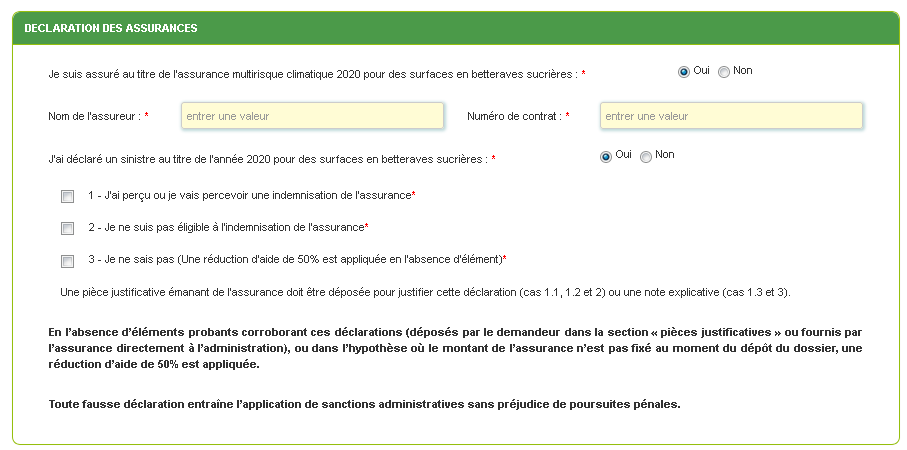 DECLARATION DES ASSURANCES
Je suis assuré au titre de l'assurance multirisque climatique 2020 pour des surfaces en betteraves sucrières : * Oui Non
Nom de l'assureur : * entrer une valeur Numéro de contrat : * entrer une valeur
J'ai déclaré un sinistre au titre de l'année 2020 pour des surfaces en betteraves sucrières : * Oui Non
1 - J'ai perçu ou je vais percevoir une indemnisation de l'assurance*
2 - Je ne suis pas éligible à l'indemnisation de l'assurance*
3 - Je ne sais pas (Une réduction d'aide de 50% est appliquée en l'absence d'élément)*
Une pièce justificative émanant de l'assurance doit être déposée pour justifier cette déclaration (cas 1.1, 1.2 et 2) ou une note explicative (cas 1.3 et 3).
En l'absence d'éléments probants corroborant ces déclarations (déposés par le demandeur dans la section « pièces justificatives » ou fournis par
l'assurance directement à l'administration), ou dans l'hypothèse où le montant de l'assurance n'est pas fixé au moment du dépôt du dossier, une
réduction d'aide de 50% est appliquée.
Toute fausse déclaration entraîne l'application de sanctions administratives sans préjudice de poursuites pénales.